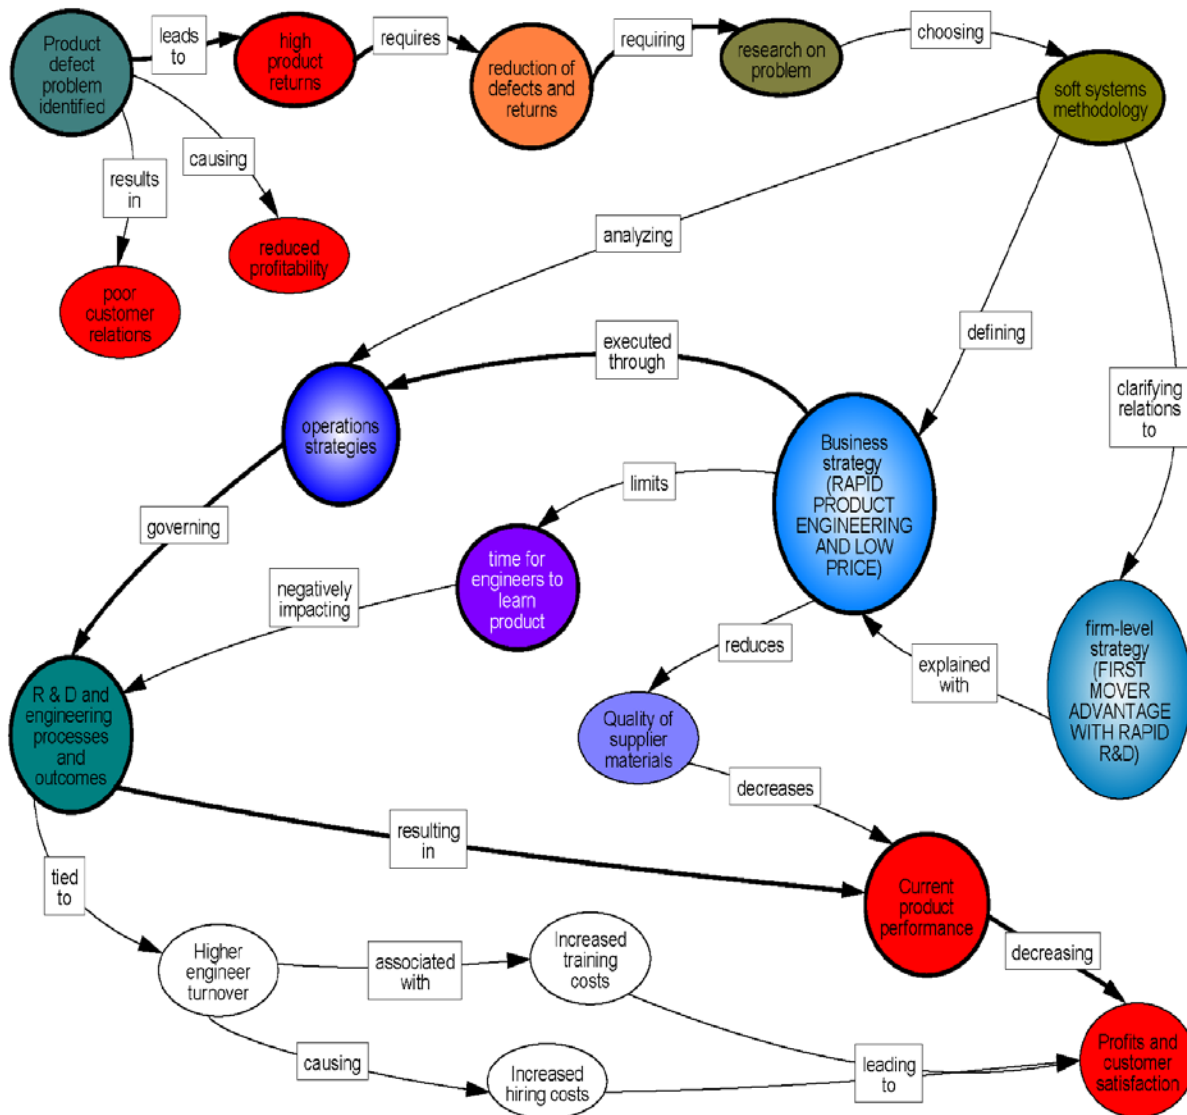 Product
defect
problem
identified
leads
to
high
product
returns
requires
reduction of
defects and
returns
requiring
research on
problem
choosing
soft systems
methodology
causing
results
in
reduced
profitability
poor
customer
relations
analyzing
defining
clarifying
relations
to
executed
through
operations
strategies
Business
strategy
(RAPID
PRODUCT
ENGINEERING
AND LOW
PRICE)
limits
governing
time for
engineers to
learn
product
negatively
impacting
reduces
explained
with
firm-level
strategy
(FIRST
MOVER
ADVANTAGE
WITH RAPID
R&D)
R & D and
engineering
processes
and
outcomes
Quality of
supplier
materials
decreases
resulting
in
Current
product
performance
tied
to
Higher
engineer
turnover
associated
with
Increased
training
costs
decreasing
causing
Increased
hiring costs
leading
to
Profits and
customer
satisfaction